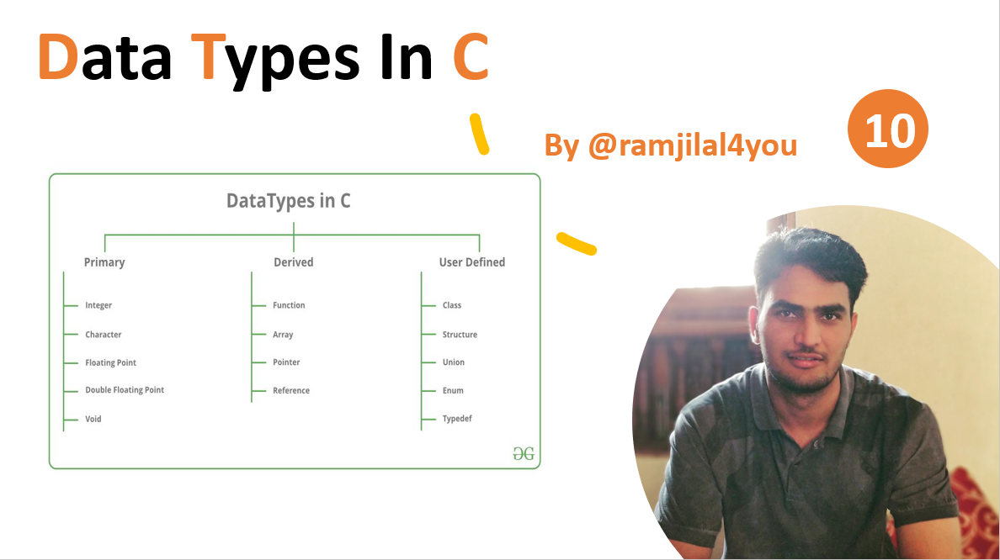 Data Types In C
By @ramjilal4you
10
DataTypes in C
Primary
Derived
User Defined
Integer
Character
Floating Point
Double Floating Point
Void
Function
Array
Pointer
Reference
Class
Structure
Union
Enum
Typedef